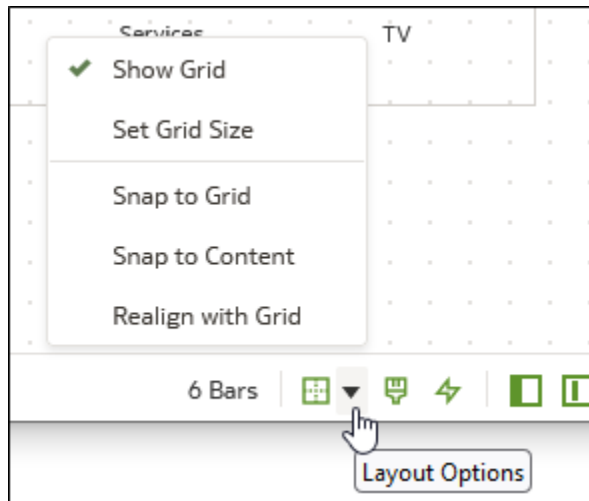 Services
TV
Show Grid
Set Grid Size
Snap to Grid
Snap to Content
Realign with Grid
6 Bars
Layout Options